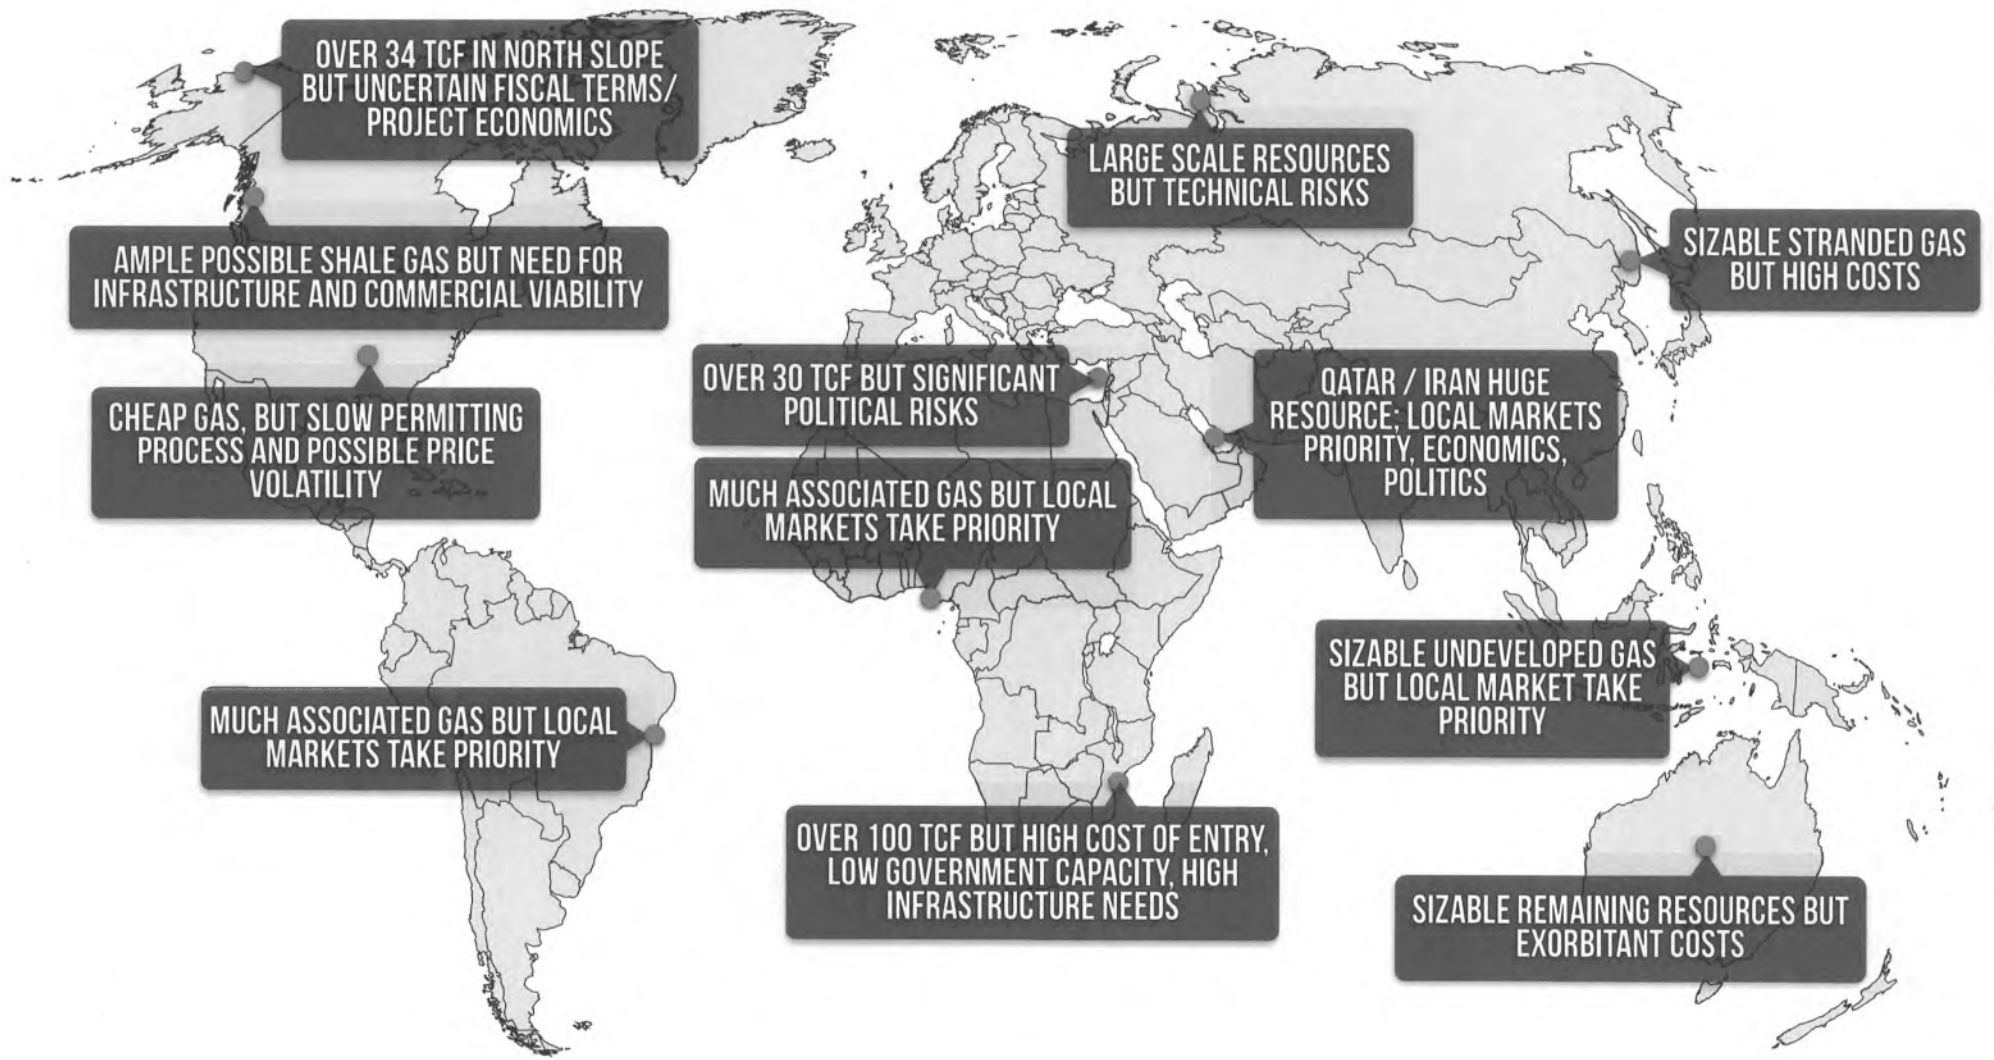 OVER 34 TCF IN NORTH SLOPE
BUT UNCERTAIN FISCAL TERMS/
PROJECT ECONOMICS
LARGE SCALE RESOURCES
BUT TECHNICAL RISKS
SIZABLE STRANDED GAS
BUT HIGH COSTS
AMPLE POSSIBLE SHALE GAS BUT NEED FOR
INFRASTRUCTURE AND COMMERCIAL VIABILITY
OVER 30 TCF BUT SIGNIFICANT
POLITICAL RISKS
QATAR / IRAN HUGE
RESOURCE; LOCAL MARKETS
PRIORITY, ECONOMICS,
POLITICS
CHEAP GAS, BUT SLOW PERMITTING
PROCESS AND POSSIBLE PRICE
VOLATILITY
MUCH ASSOCIATED GAS BUT LOCAL
MARKETS TAKE PRIORITY
SIZABLE UNDEVELOPED GAS
BUT LOCAL MARKET TAKE
PRIORITY
MUCH ASSOCIATED GAS BUT LOCAL
MARKETS TAKE PRIORITY
OVER 100 TCF BUT HIGH COST OF ENTRY,
LOW GOVERNMENT CAPACITY, HIGH
INFRASTRUCTURE NEEDS
SIZABLE REMAINING RESOURCES BUT
EXORBITANT COSTS